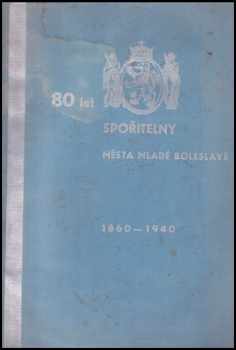 80 let
SPOŘITELNY
MĚSTA MLADÉ BOLESLAVĚ
1860—1940